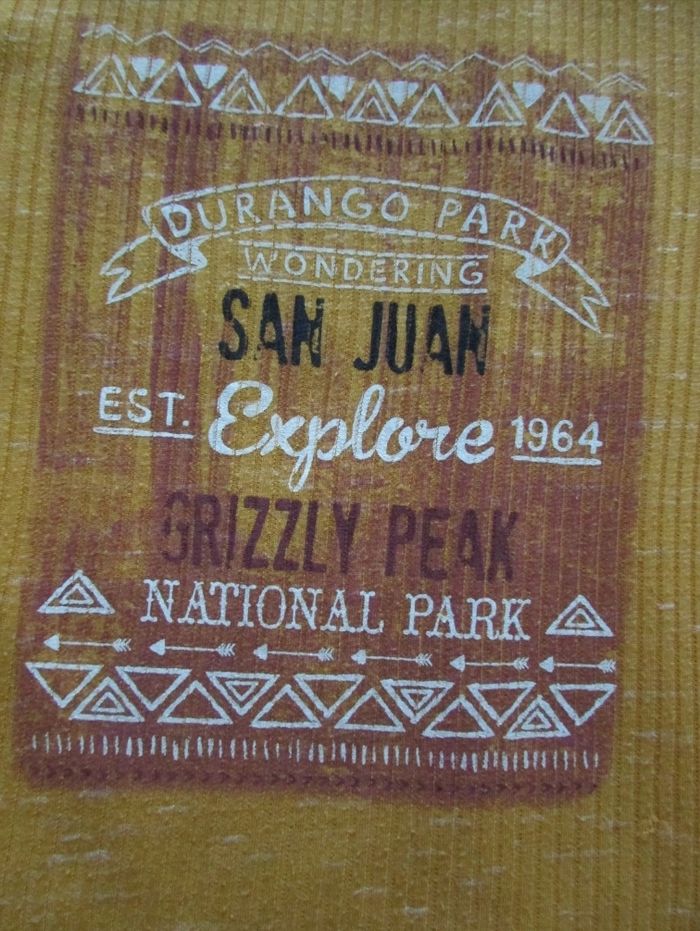 DURANGO PARK
WONDERING
SAN JUAN
EST. Explore 1964
GRIZZLY PEAK
NATIONAL PARK